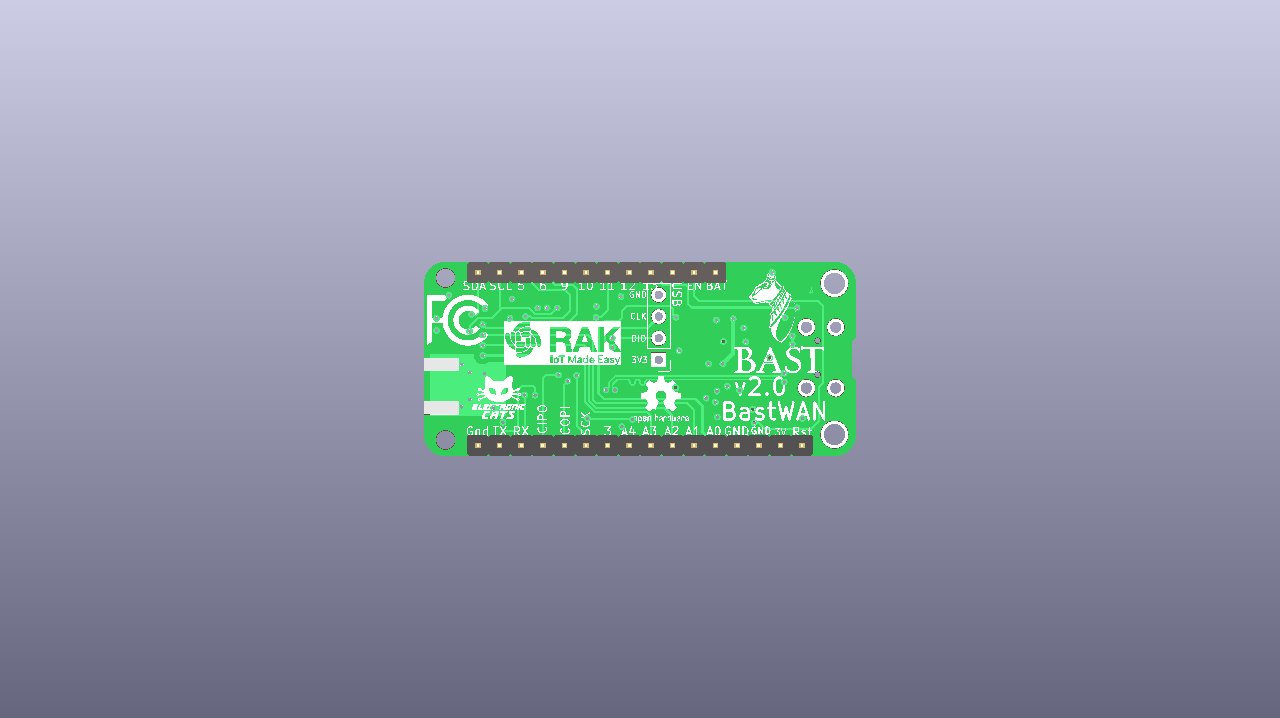 SDA SCL 5 6 9 10 11 12 13 USB EN BAT
GND
CLK
DIO
3V3
FCC
RAK
IoT Made Easy
BAST
v2.0
BastWAN
ELECTRONIC
CATS
open hardware
Gnd TX RX CIPO COPI SCK 3 A4 A3 A2 A1 A0 GND GND 3V Rst